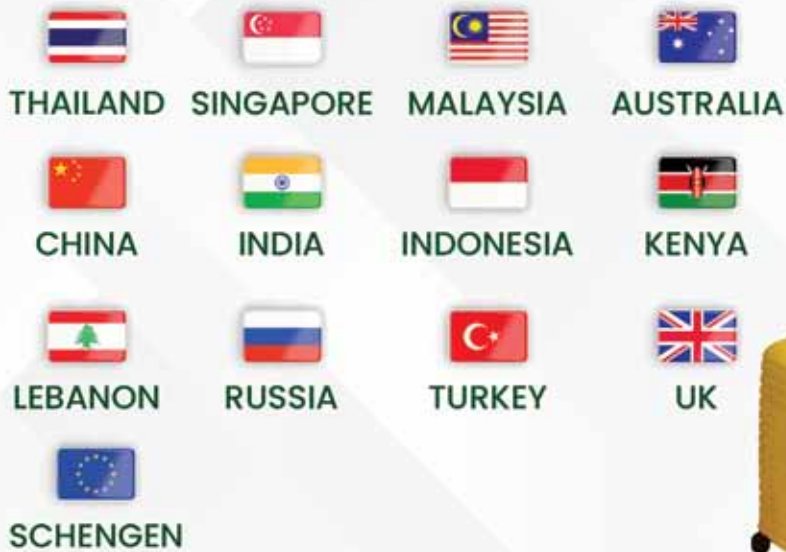 THAILAND SINGAPORE MALAYSIA AUSTRALIA
CHINA INDIA INDONESIA KENYA
LEBANON RUSSIA TURKEY UK
SCHENGEN